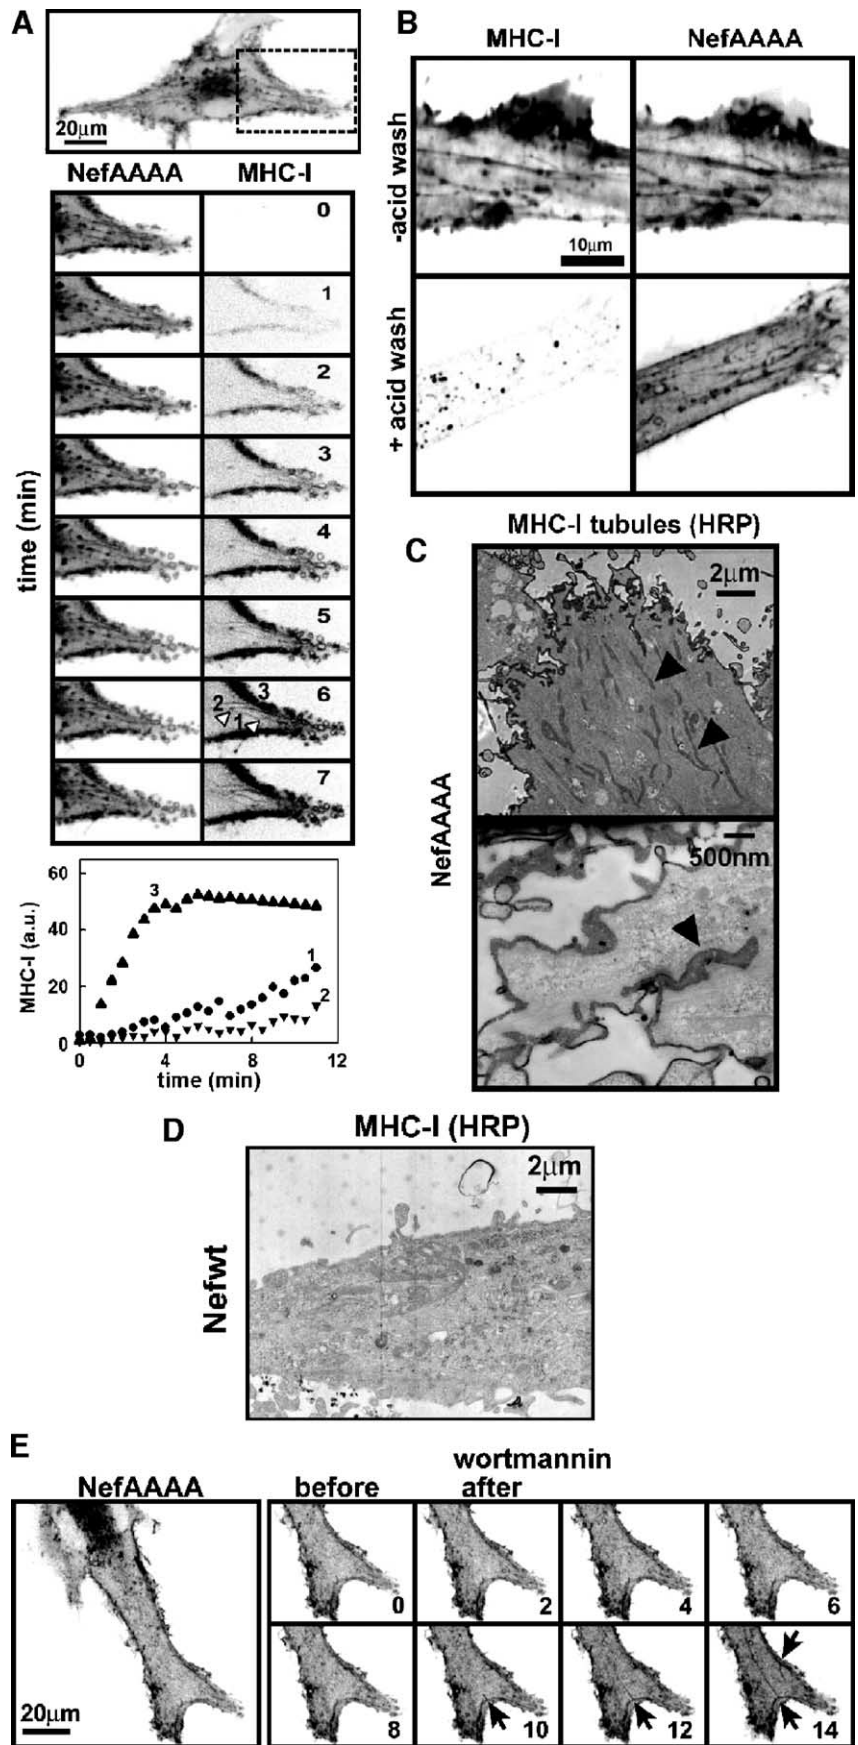 A
20μm
NefAAAA MHC-I
0
1
2
3
4
5
6
2 1 3
7
time (min)
60
40
20
0
MHC-I (a.u.)
3
1
2
0 4 8 12
time (min)
B
MHC-I NefAAAA
-acid wash
10μm
+ acid wash
C
MHC-I tubules (HRP)
2μm
NefAAAA
500nm
D
MHC-I (HRP)
2μm
Nefwt
E
wortmannin
NefAAAA before after
0 2 4 6
20μm
8 10 12 14